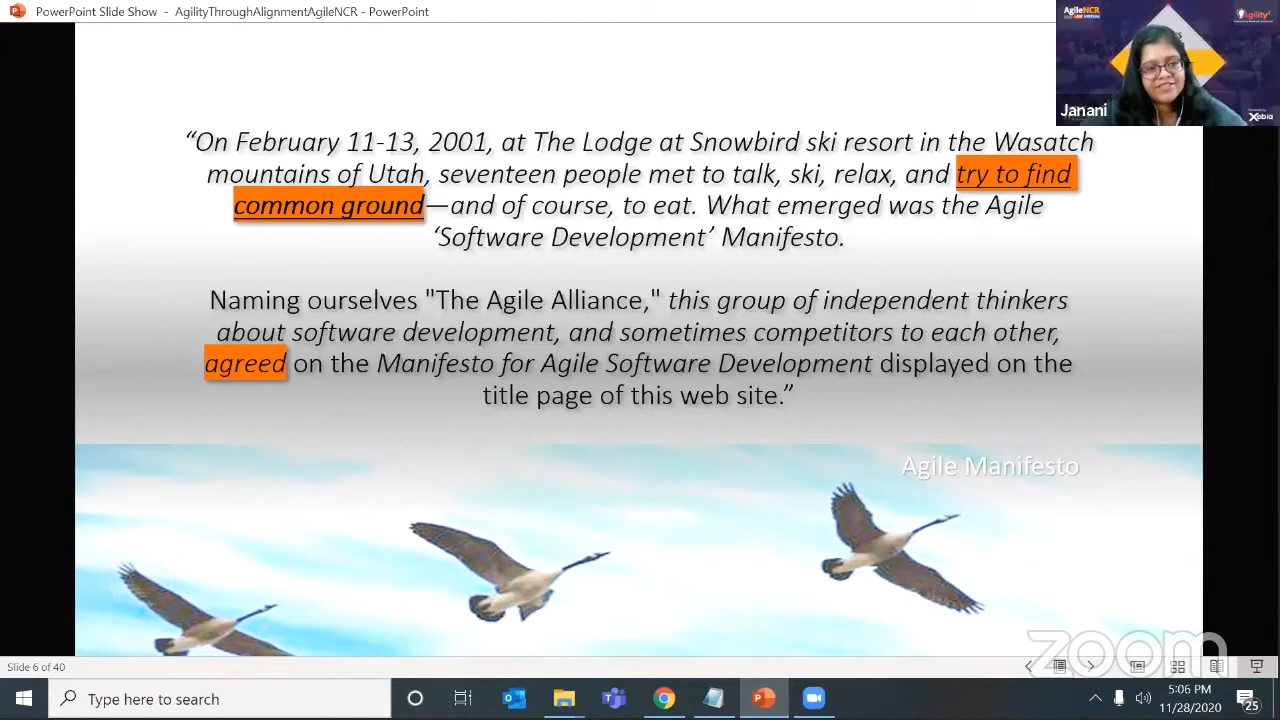 PowerPoint Slide Show - AgilityThroughAlignmentAgileNCR - PowerPoint
AgileNCR
Agility
Janani
Xebia
“On February 11-13, 2001, at The Lodge at Snowbird ski resort in the Wasatch
mountains of Utah, seventeen people met to talk, ski, relax, and try to find
common ground—and of course, to eat. What emerged was the Agile
‘Software Development’ Manifesto.
Naming ourselves "The Agile Alliance," this group of independent thinkers
about software development, and sometimes competitors to each other,
agreed on the Manifesto for Agile Software Development displayed on the
title page of this web site.”
Agile Manifesto
zoom
Slide 6 of 40
Type here to search
5:06 PM
11/28/2020
25